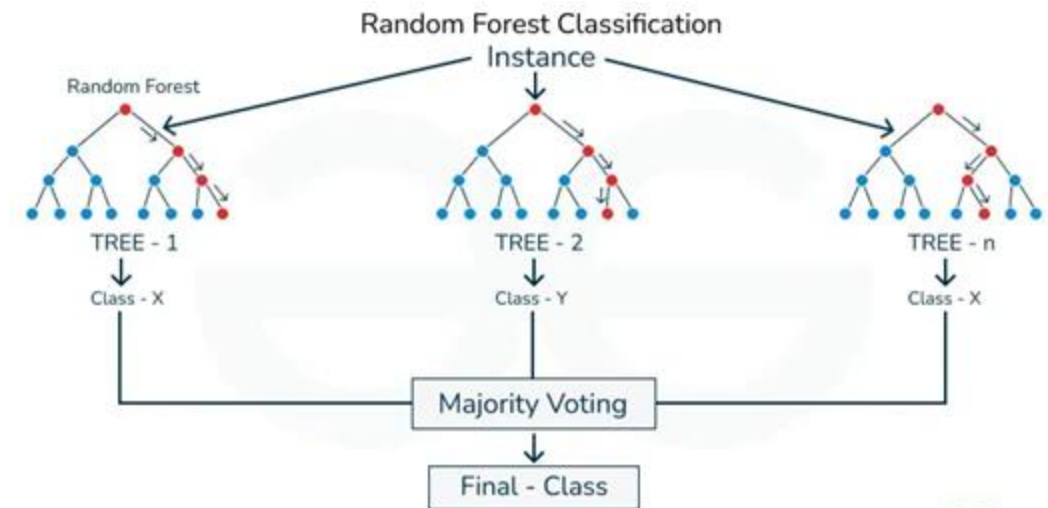 Random Forest Classification
Instance
Random Forest
TREE - 1
TREE - 2
TREE - n
Class - X
Class - Y
Class - X
Majority Voting
Final - Class